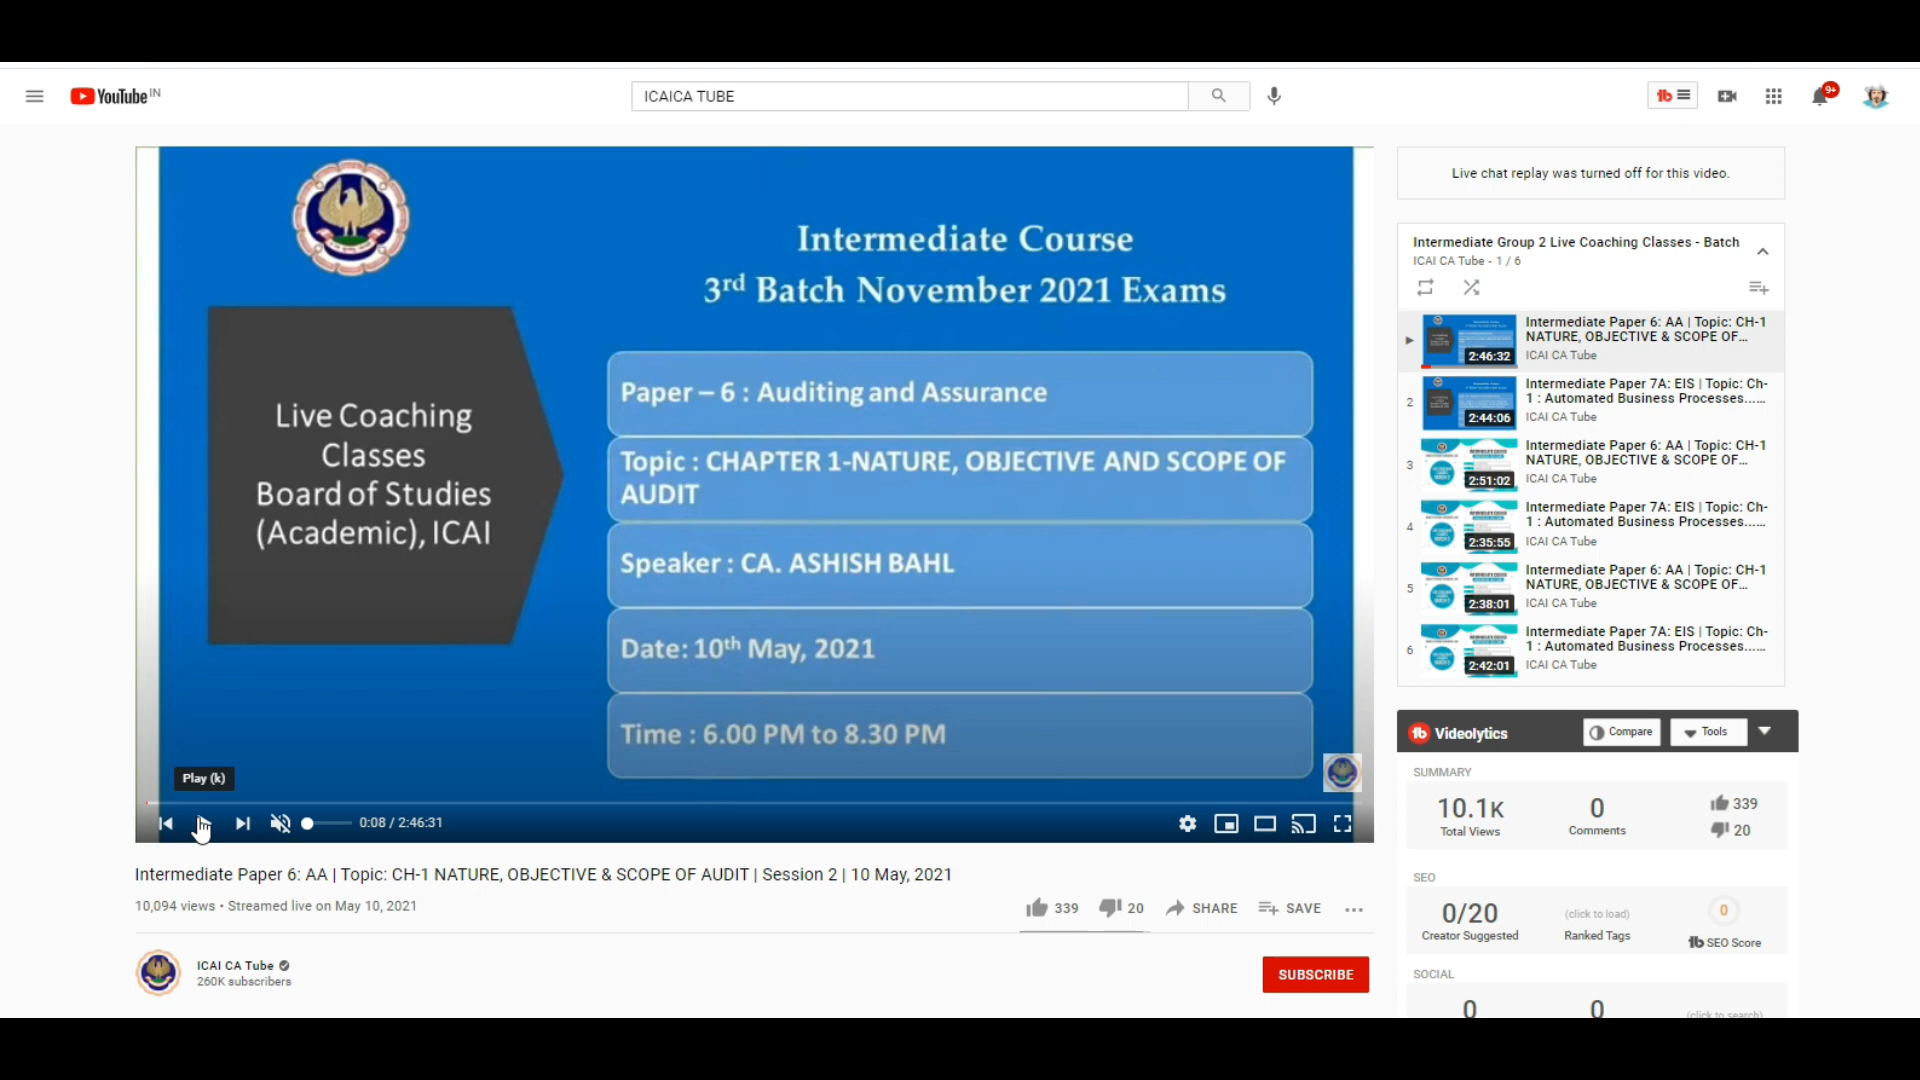 YouTube IN
ICAICA TUBE
9+
Intermediate Course
3rd Batch November 2021 Exams
Live Coaching
Classes
Board of Studies
(Academic), ICAI
Paper – 6 : Auditing and Assurance
Topic : CHAPTER 1-NATURE, OBJECTIVE AND SCOPE OF
AUDIT
Speaker : CA. ASHISH BAHL
Date: 10th May, 2021
Time : 6.00 PM to 8.30 PM
Play (k)
0:08 / 2:46:31
Intermediate Paper 6: AA | Topic: CH-1 NATURE, OBJECTIVE & SCOPE OF AUDIT | Session 2 | 10 May, 2021
10,094 views • Streamed live on May 10, 2021
339 20 SHARE SAVE
ICAI CA Tube
260K subscribers
SUBSCRIBE
Live chat replay was turned off for this video.
Intermediate Group 2 Live Coaching Classes - Batch
ICAI CA Tube - 1 / 6
Intermediate Paper 6: AA | Topic: CH-1
NATURE, OBJECTIVE & SCOPE OF...
2:46:32
ICAI CA Tube
2
Intermediate Paper 7A: EIS | Topic: Ch-
1 : Automated Business Processes......
2:44:06
ICAI CA Tube
3
Intermediate Paper 6: AA | Topic: CH-1
NATURE, OBJECTIVE & SCOPE OF...
2:51:02
ICAI CA Tube
4
Intermediate Paper 7A: EIS | Topic: Ch-
1 : Automated Business Processes......
2:35:55
ICAI CA Tube
5
Intermediate Paper 6: AA | Topic: CH-1
NATURE, OBJECTIVE & SCOPE OF...
2:38:01
ICAI CA Tube
6
Intermediate Paper 7A: EIS | Topic: Ch-
1 : Automated Business Processes......
2:42:01
ICAI CA Tube
Videolytics Compare Tools
SUMMARY
10.1K 0 339
Total Views Comments 20
SEO
0/20 (click to load) 0
Creator Suggested Ranked Tags SEO Score
SOCIAL
0 0 (click to search)